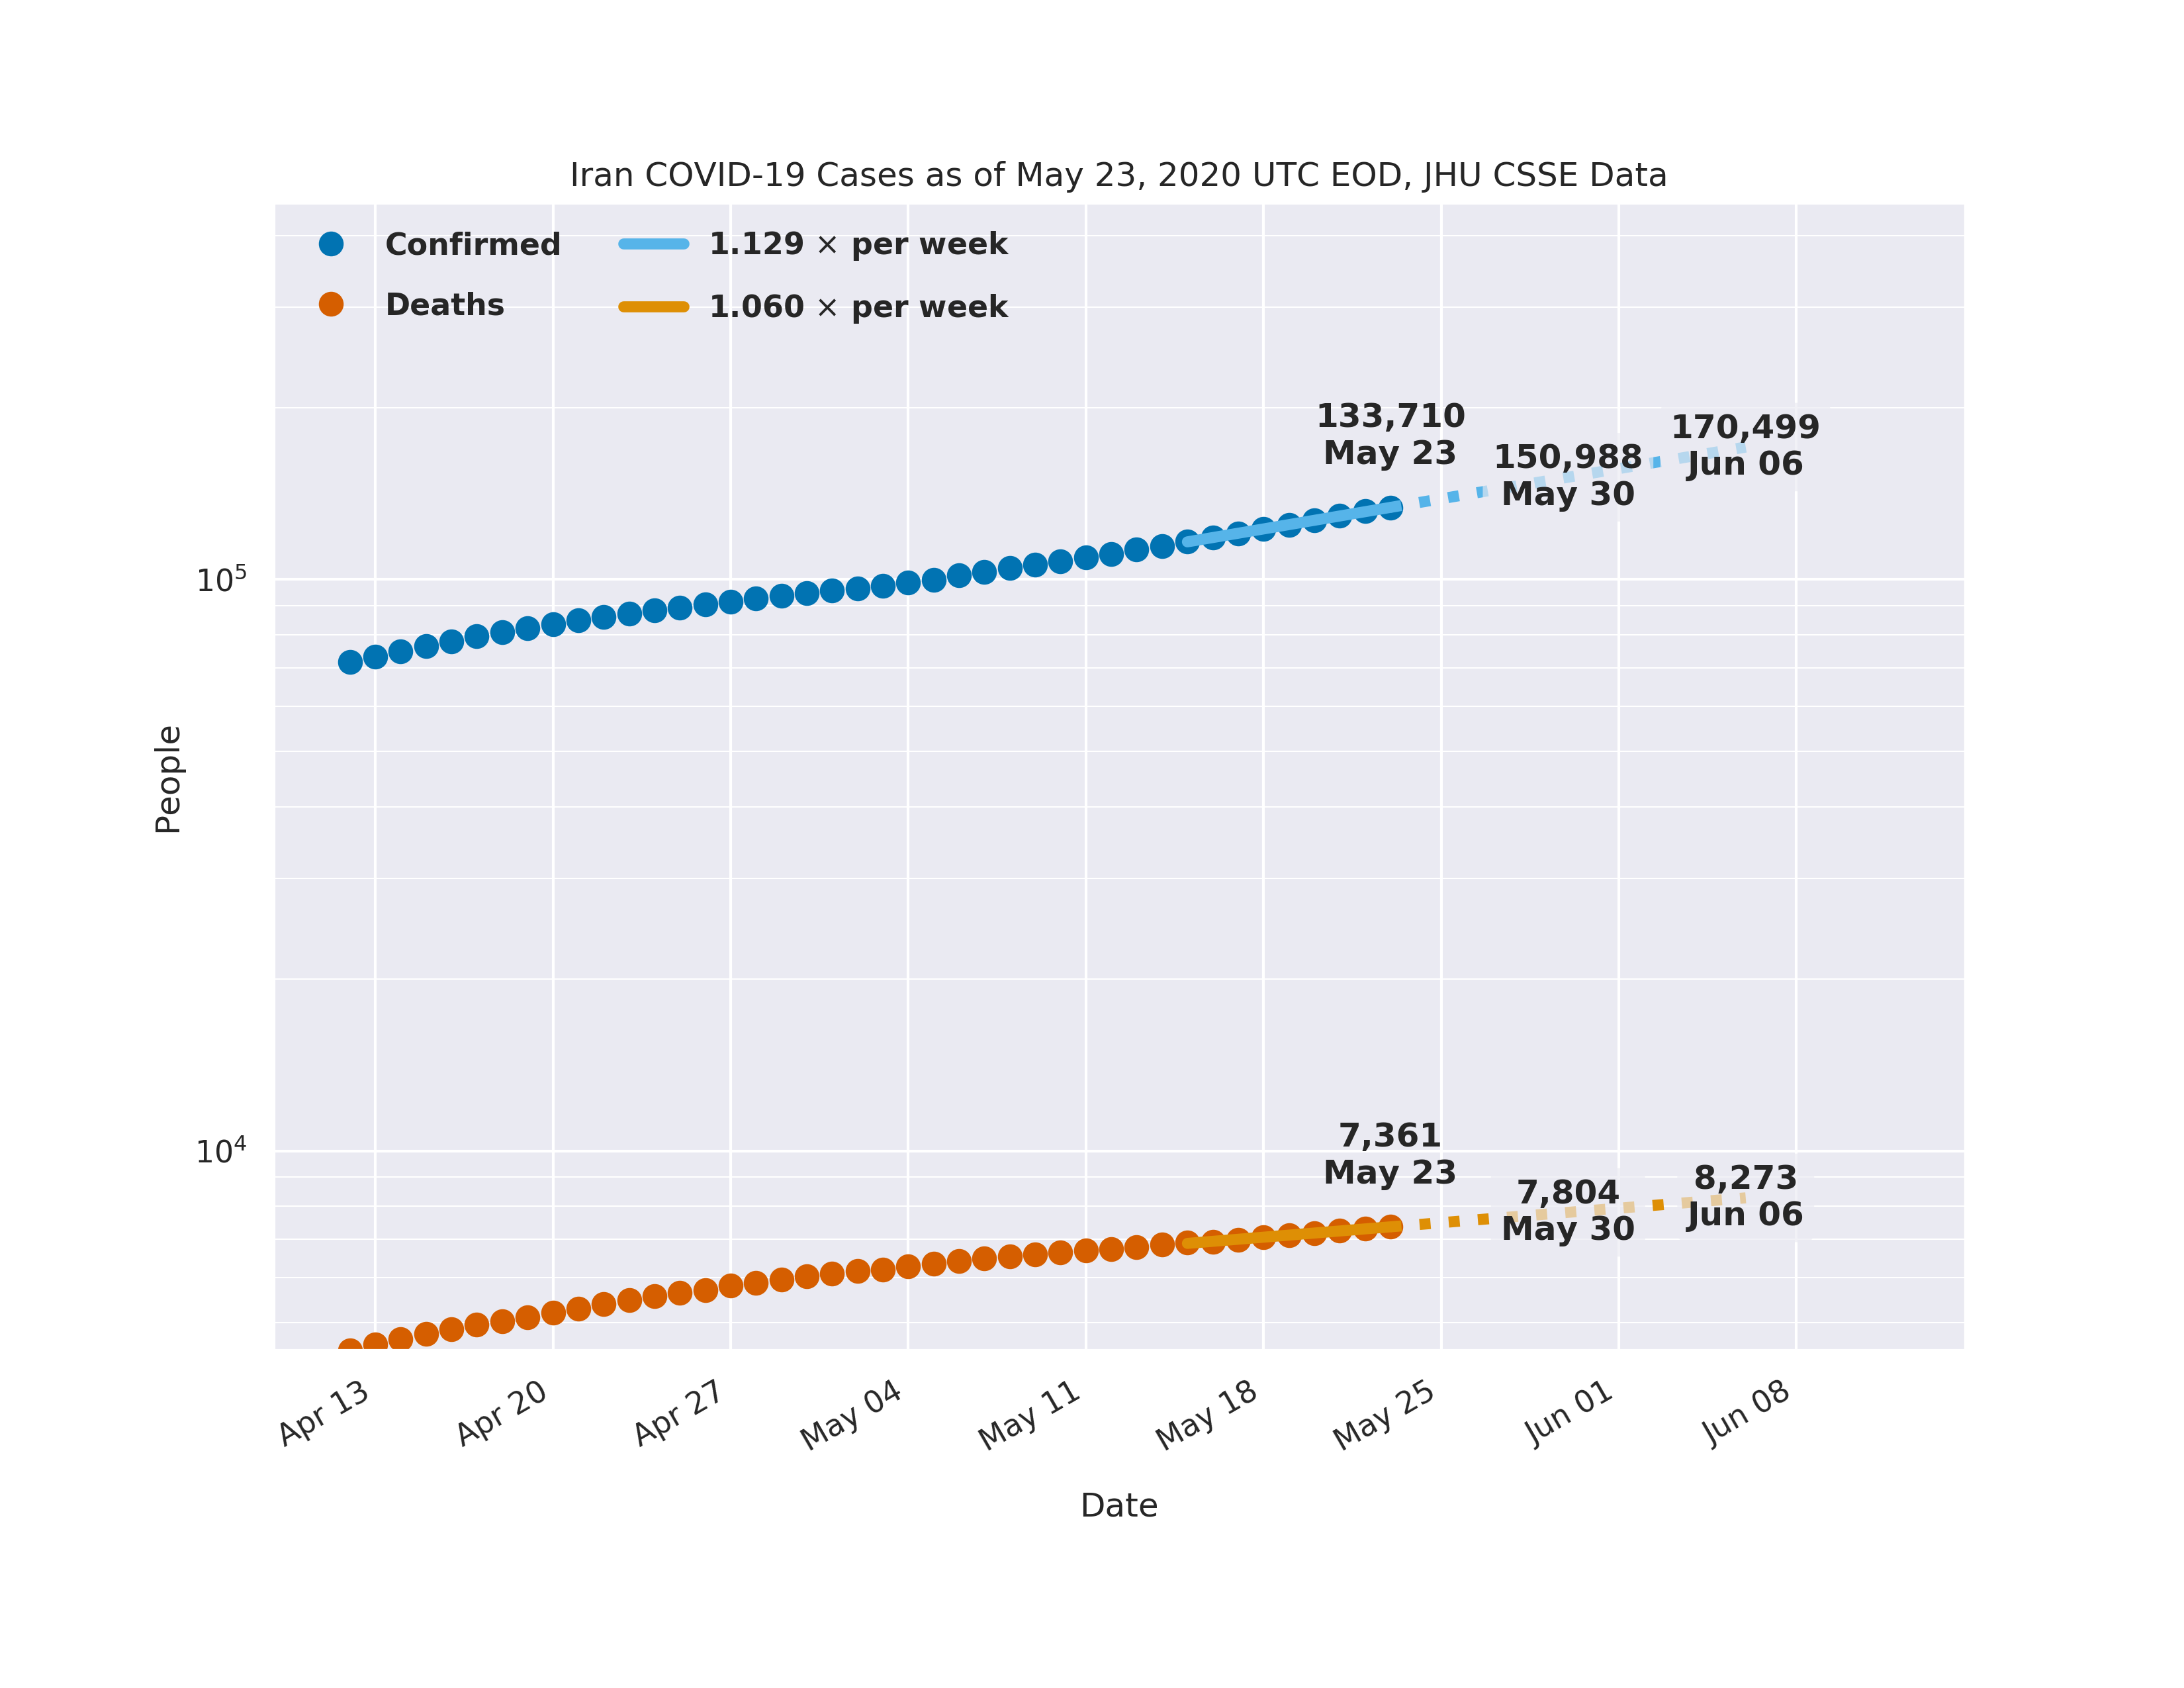 Iran COVID-19 Cases as of May 23, 2020 UTC EOD, JHU CSSE Data
Confirmed
Deaths
1.129 × per week
1.060 × per week
133,710
May 23
150,988
May 30
170,499
Jun 06
10⁵
People
10⁴
7,361
May 23
7,804
May 30
8,273
Jun 06
Apr 13
Apr 20
Apr 27
May 04
May 11
May 18
May 25
Jun 01
Jun 08
Date